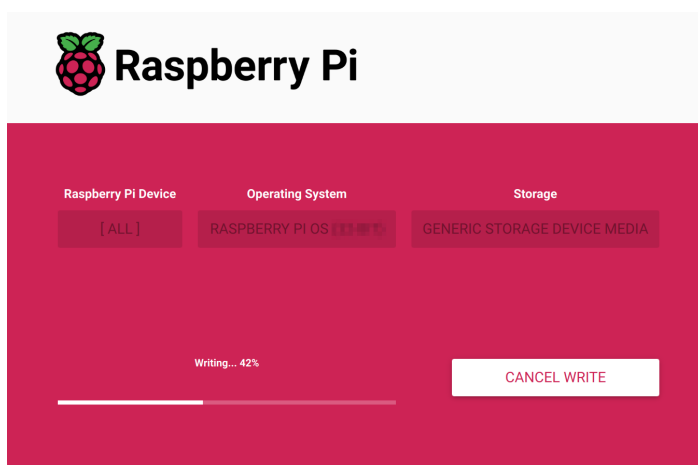 Raspberry Pi
Raspberry Pi Device
Operating System
Storage
[ ALL ]
RASPBERRY PI OS
GENERIC STORAGE DEVICE MEDIA
Writing... 42%
CANCEL WRITE